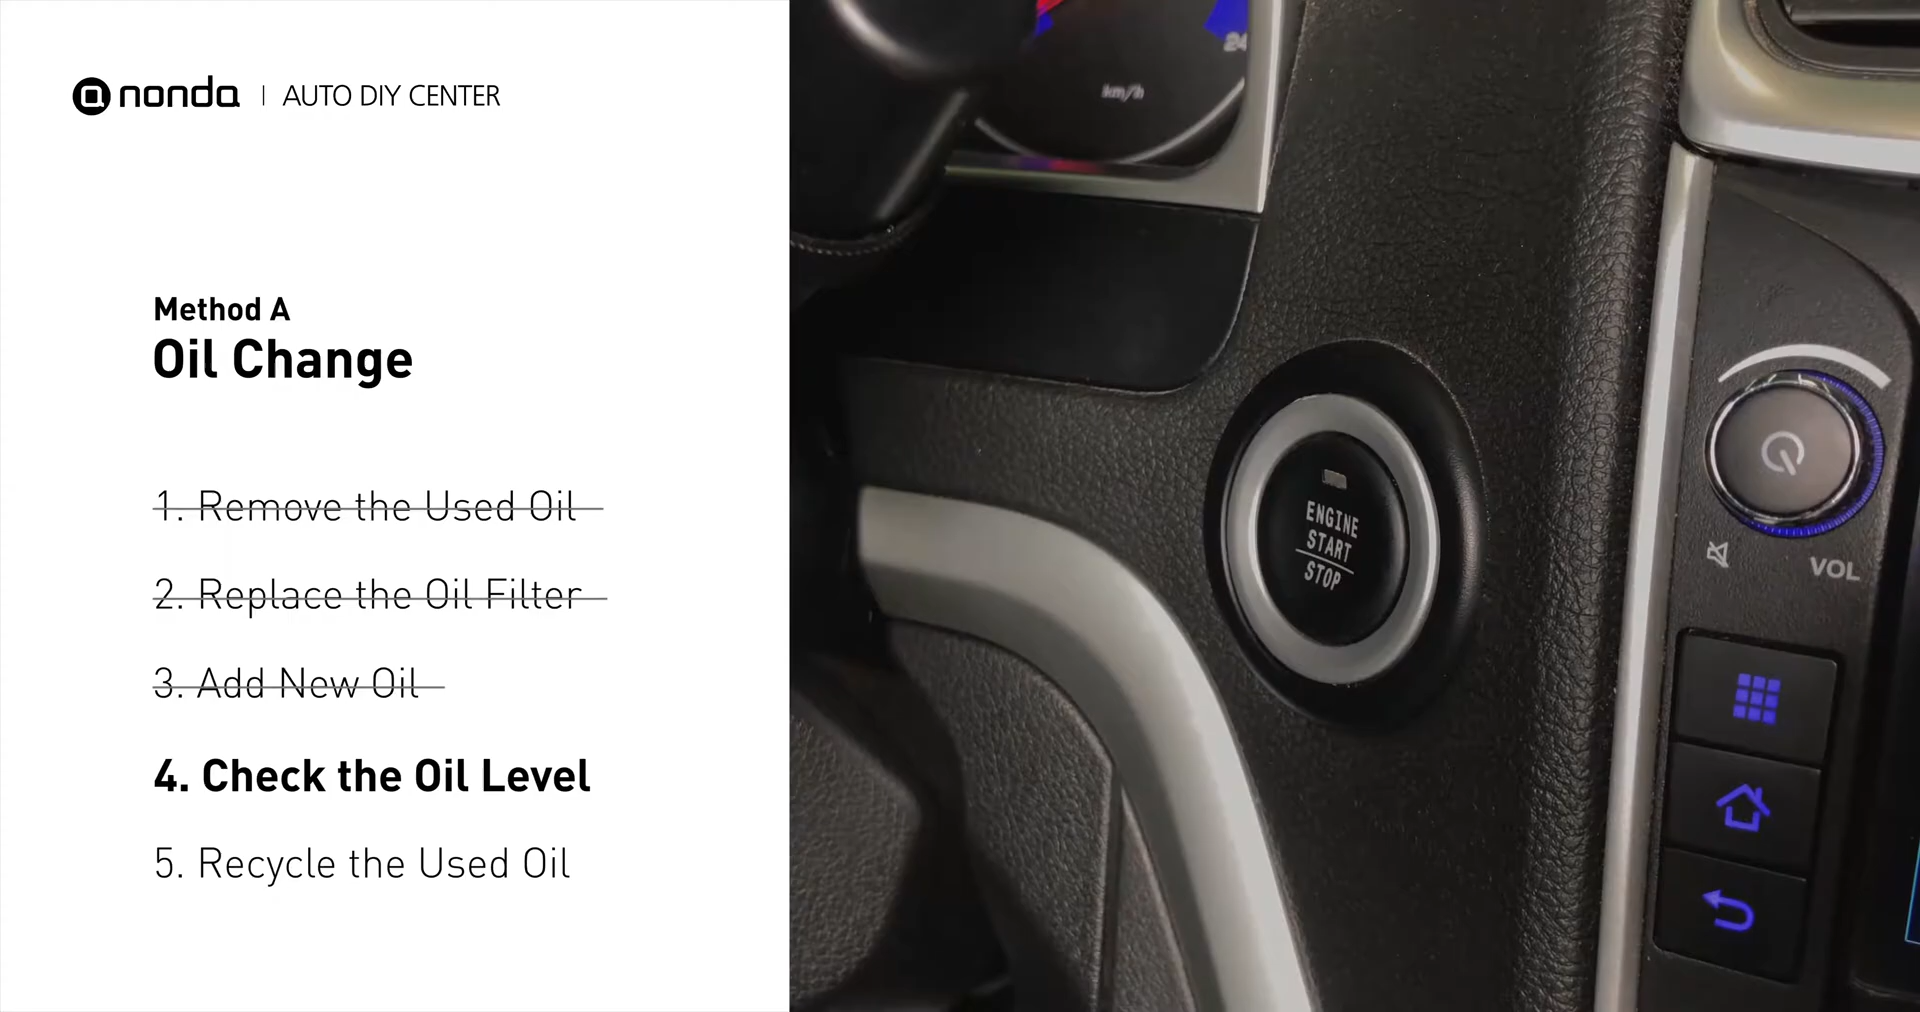 nonda | AUTO DIY CENTER
Method A
Oil Change
1. Remove the Used Oil
2. Replace the Oil Filter
3. Add New Oil
4. Check the Oil Level
5. Recycle the Used Oil
km/h
ENGINE
START
STOP
VOL